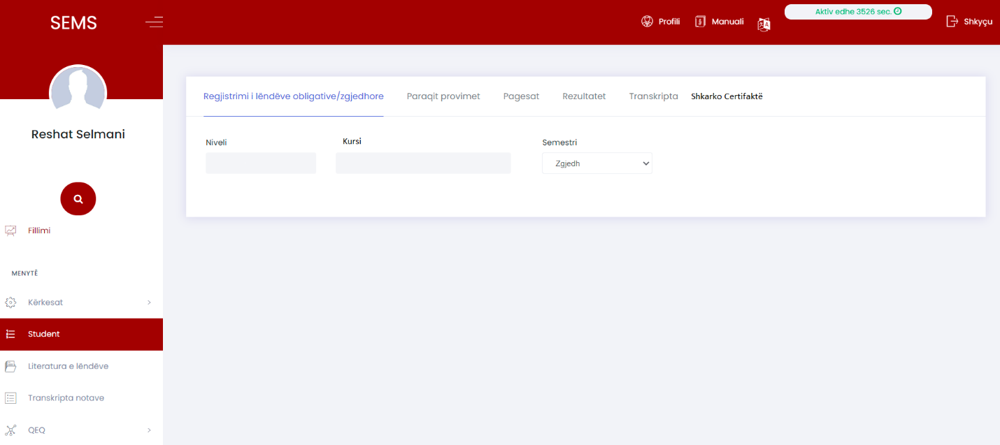 SEMS
Profili
Manuali
Aktiv edhe 3526 sec.
Shkyçu
Reshat Selmani
Fillimi
MENYTË
Kërkesat
Student
Literatura e lëndëve
Transkripta notave
QEQ
Regjistrimi i lëndëve obligative/zgjedhore
Paraqit provimet
Pagesat
Rezultatet
Transkripta
Shkarko Certifaktë
Niveli
Kursi
Semestri
Zgjedh